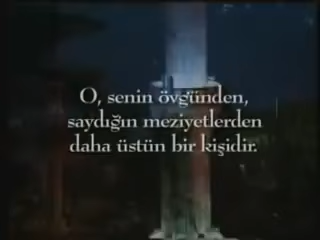 O, senin övgünden,
saydığın meziyetlerden
daha üstün bir kişidir.